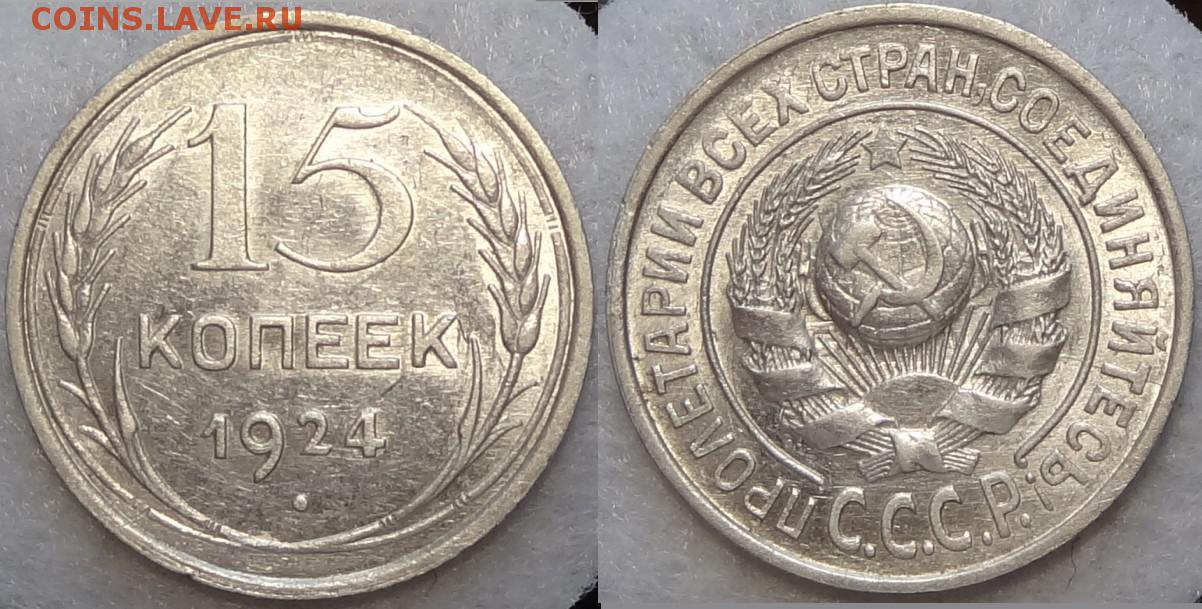 COINS.LAVE.RU
15
КОПЕЕК
1924
ПРОЛЕТАРИИ ВСЕХ СТРАН, СОЕДИНЯЙТЕСЬ!
С.С.С.Р.